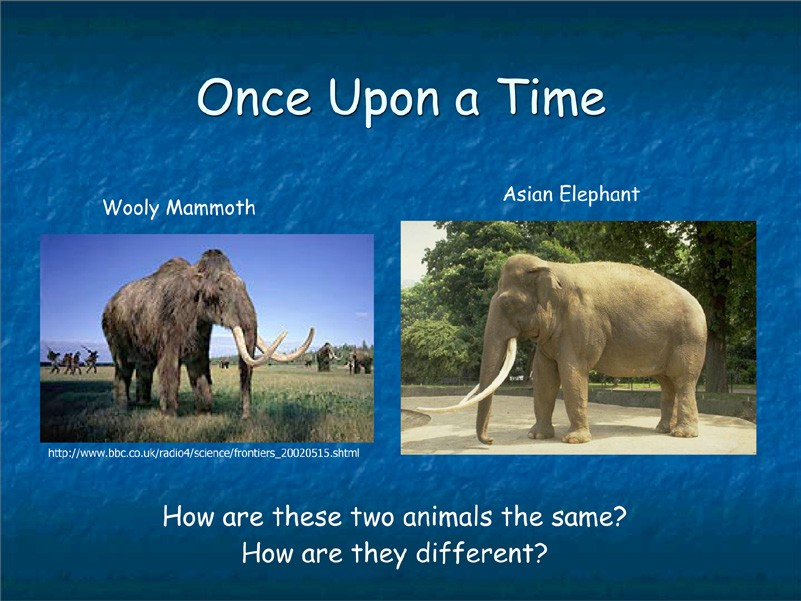 Once Upon a Time
Wooly Mammoth
Asian Elephant
http://www.bbc.co.uk/radio4/science/frontiers_20020515.shtml
How are these two animals the same?
How are they different?